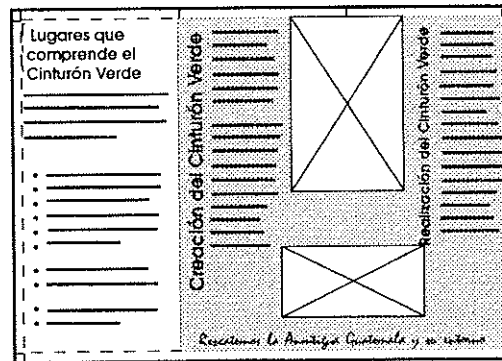 Lugares que
comprende el
Cinturón Verde
Creación del Cinturón Verde
Realización del Cinturón Verde
Rescatemos la Antigua Guatemala y su entorno